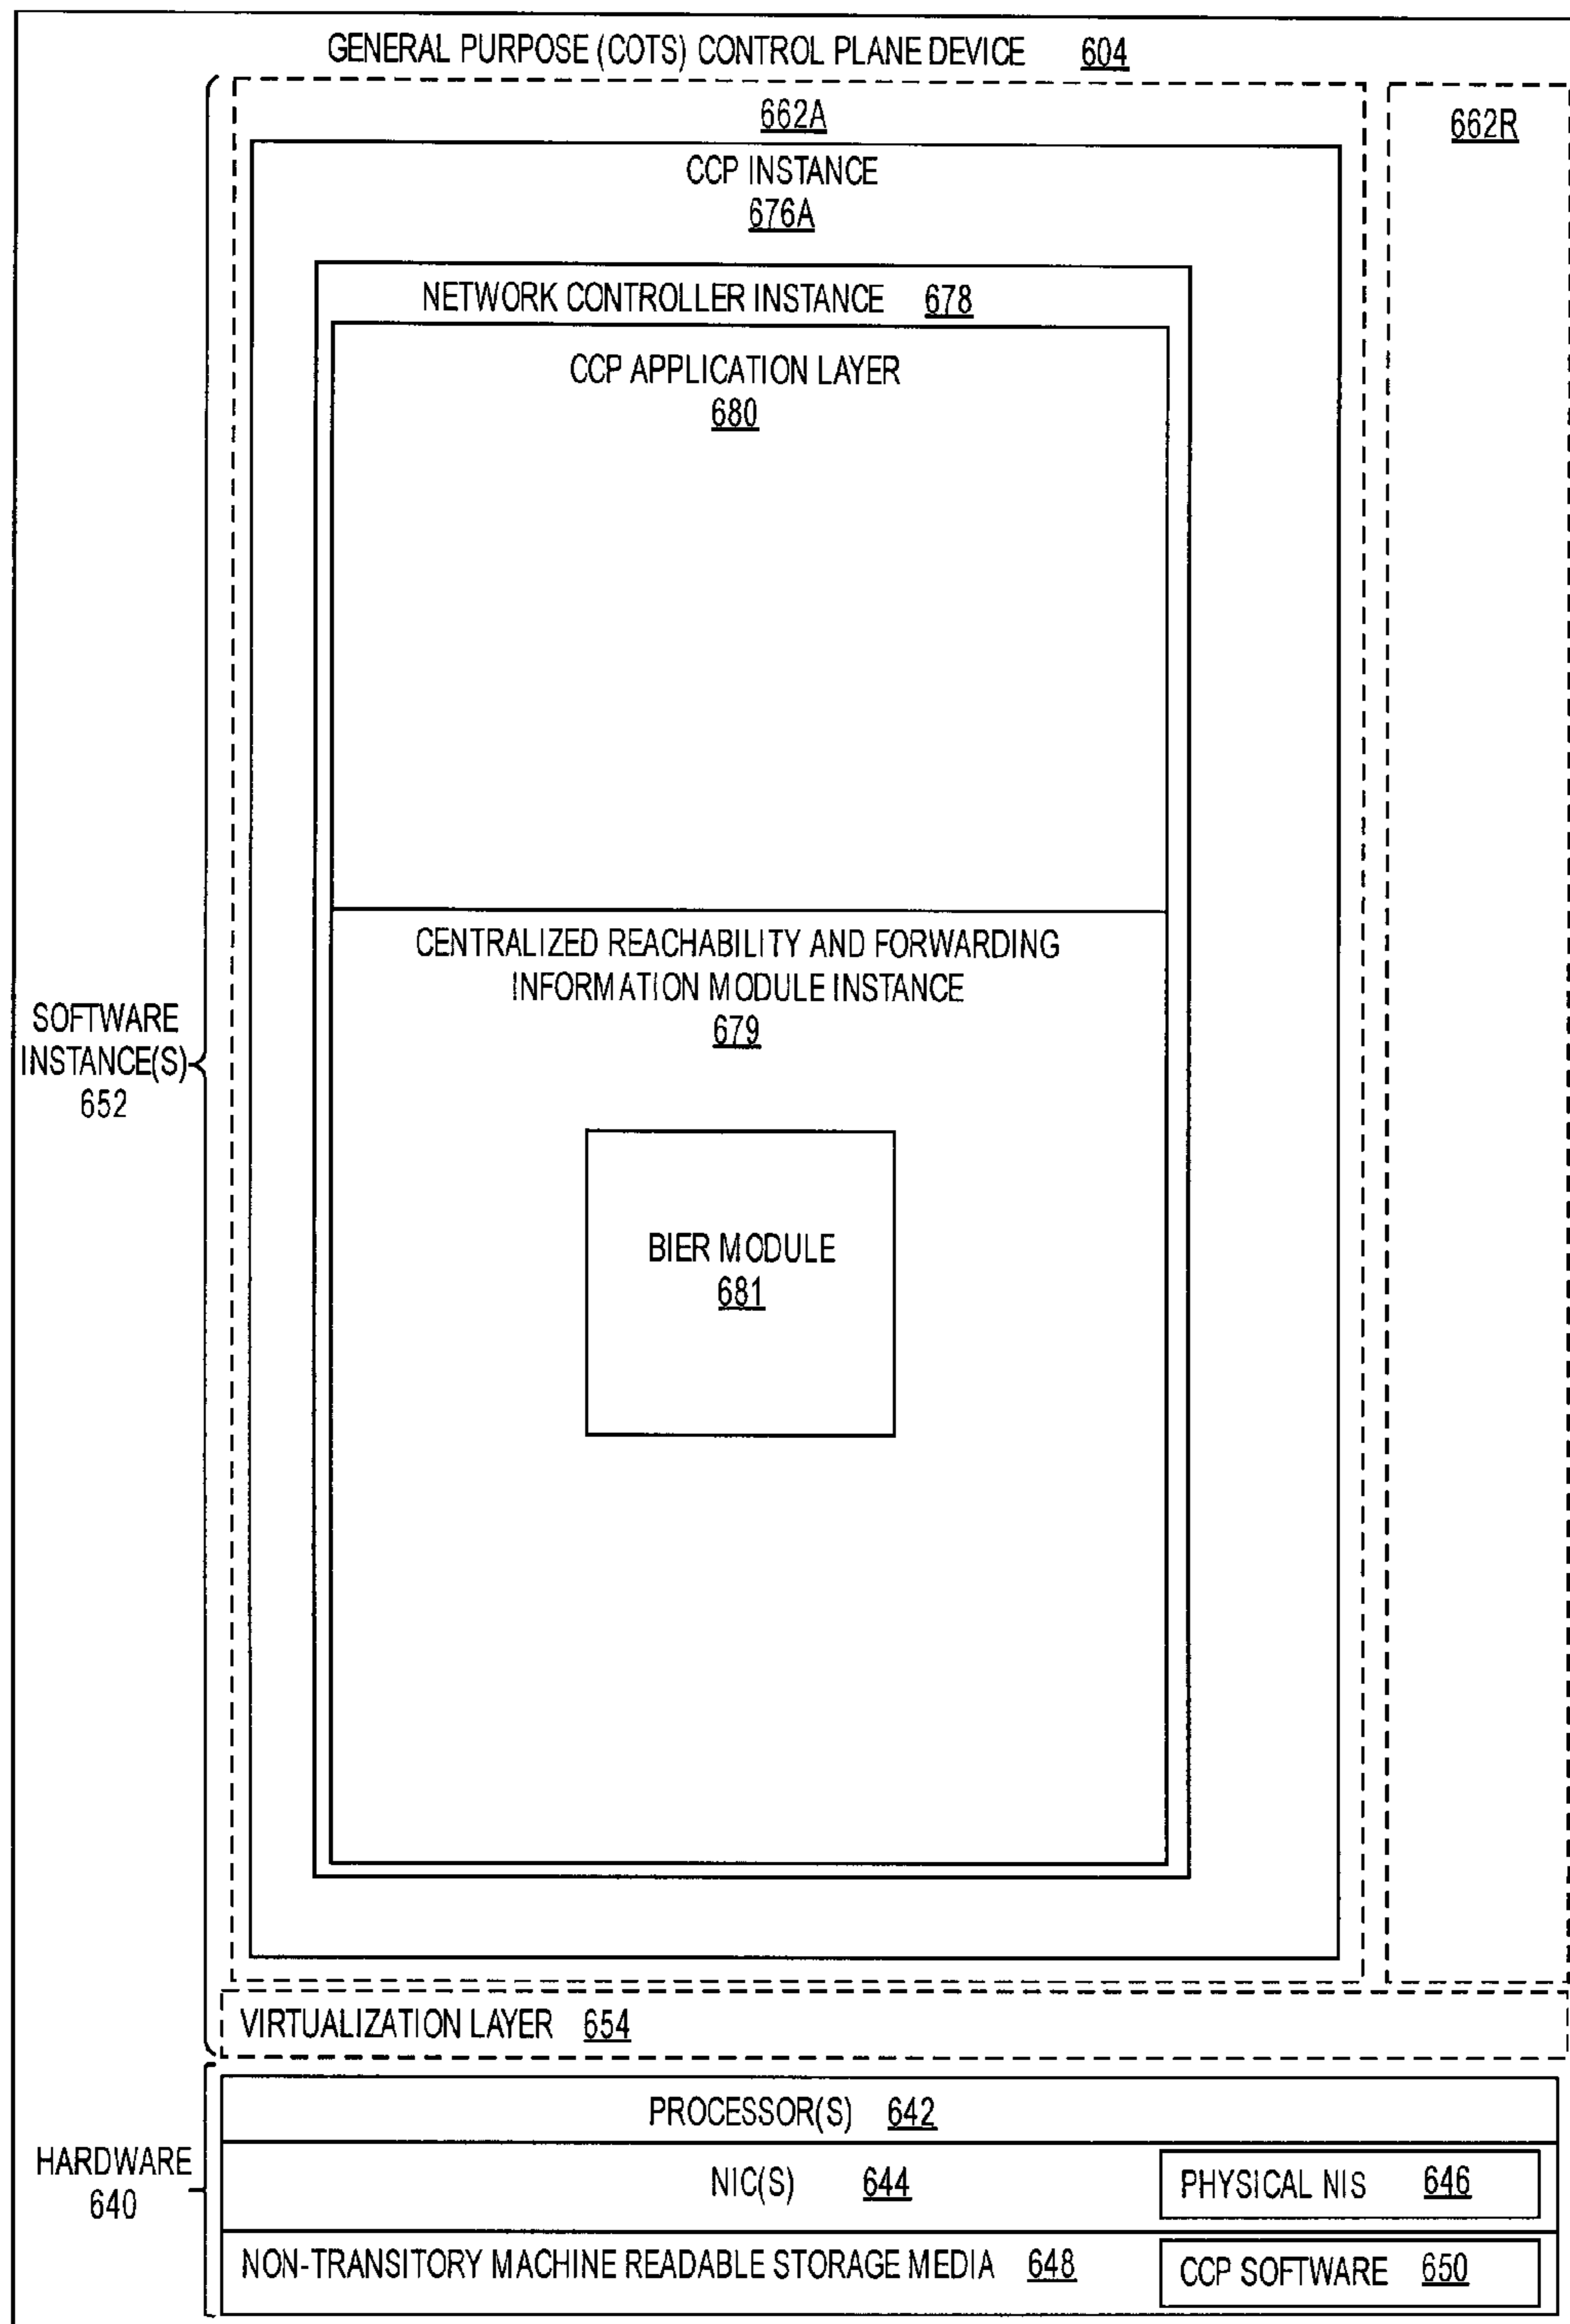 GENERAL PURPOSE (COTS) CONTROL PLANE DEVICE 604
662A
662R
CCP INSTANCE
676A
NETWORK CONTROLLER INSTANCE 678
CCP APPLICATION LAYER
680
CENTRALIZED REACHABILITY AND FORWARDING
INFORMATION MODULE INSTANCE
679
SOFTWARE
INSTANCE(S)
652
BIER MODULE
681
VIRTUALIZATION LAYER 654
PROCESSOR(S) 642
HARDWARE
640
NIC(S) 644
PHYSICAL NIS 646
NON-TRANSITORY MACHINE READABLE STORAGE MEDIA 648
CCP SOFTWARE 650